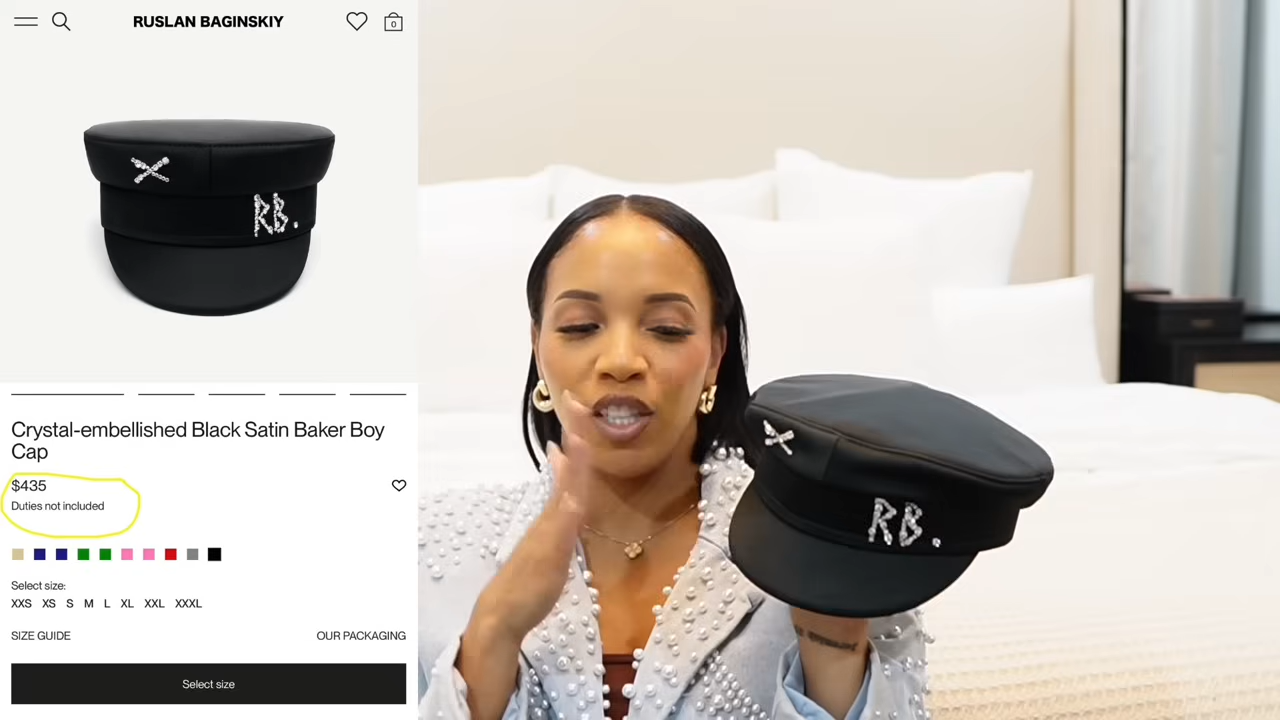 RUSLAN BAGINSKIY
0
RB.
Crystal-embellished Black Satin Baker Boy
Cap
$435
Duties not included
Select size:
XXS XS S M L XL XXL XXXL
SIZE GUIDE
OUR PACKAGING
Select size
RB.